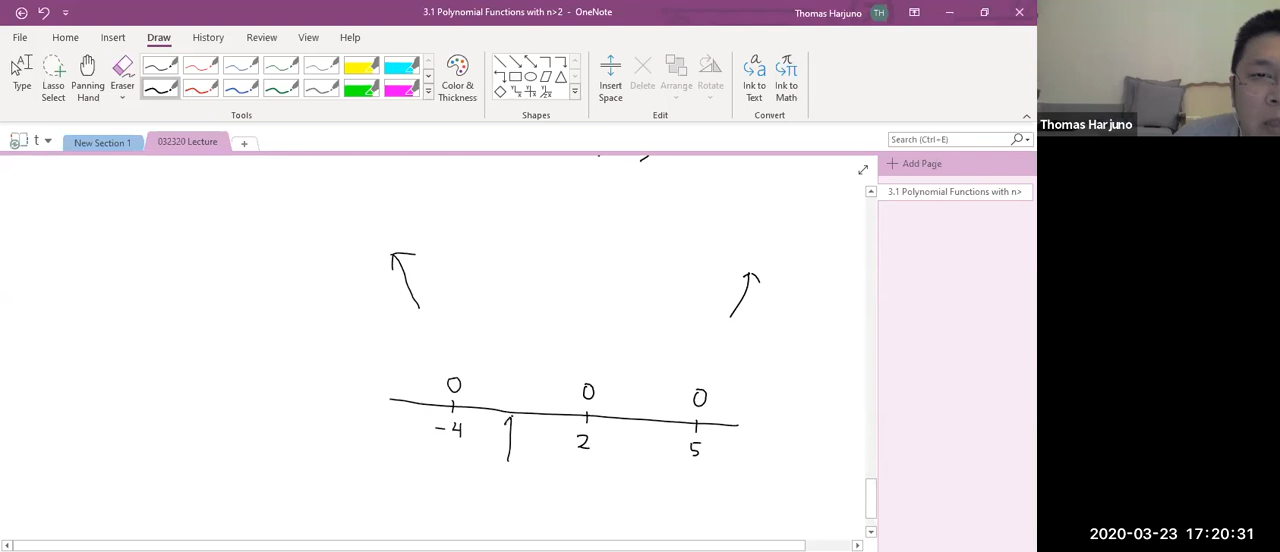 3.1 Polynomial Functions with n>2 - OneNote
Thomas Harjuno TH
File Home Insert Draw History Review View Help
Type Lasso Select Panning Hand Eraser Color & Thickness Insert Space Delete Arrange Rotate Ink to Text Ink to Math
Tools Shapes Edit Convert
t New Section 1 032320 Lecture Search (Ctrl+E)
Add Page
3.1 Polynomial Functions with n>
Thomas Harjuno
0 0 0
-4 2 5
2020-03-23 17:20:31